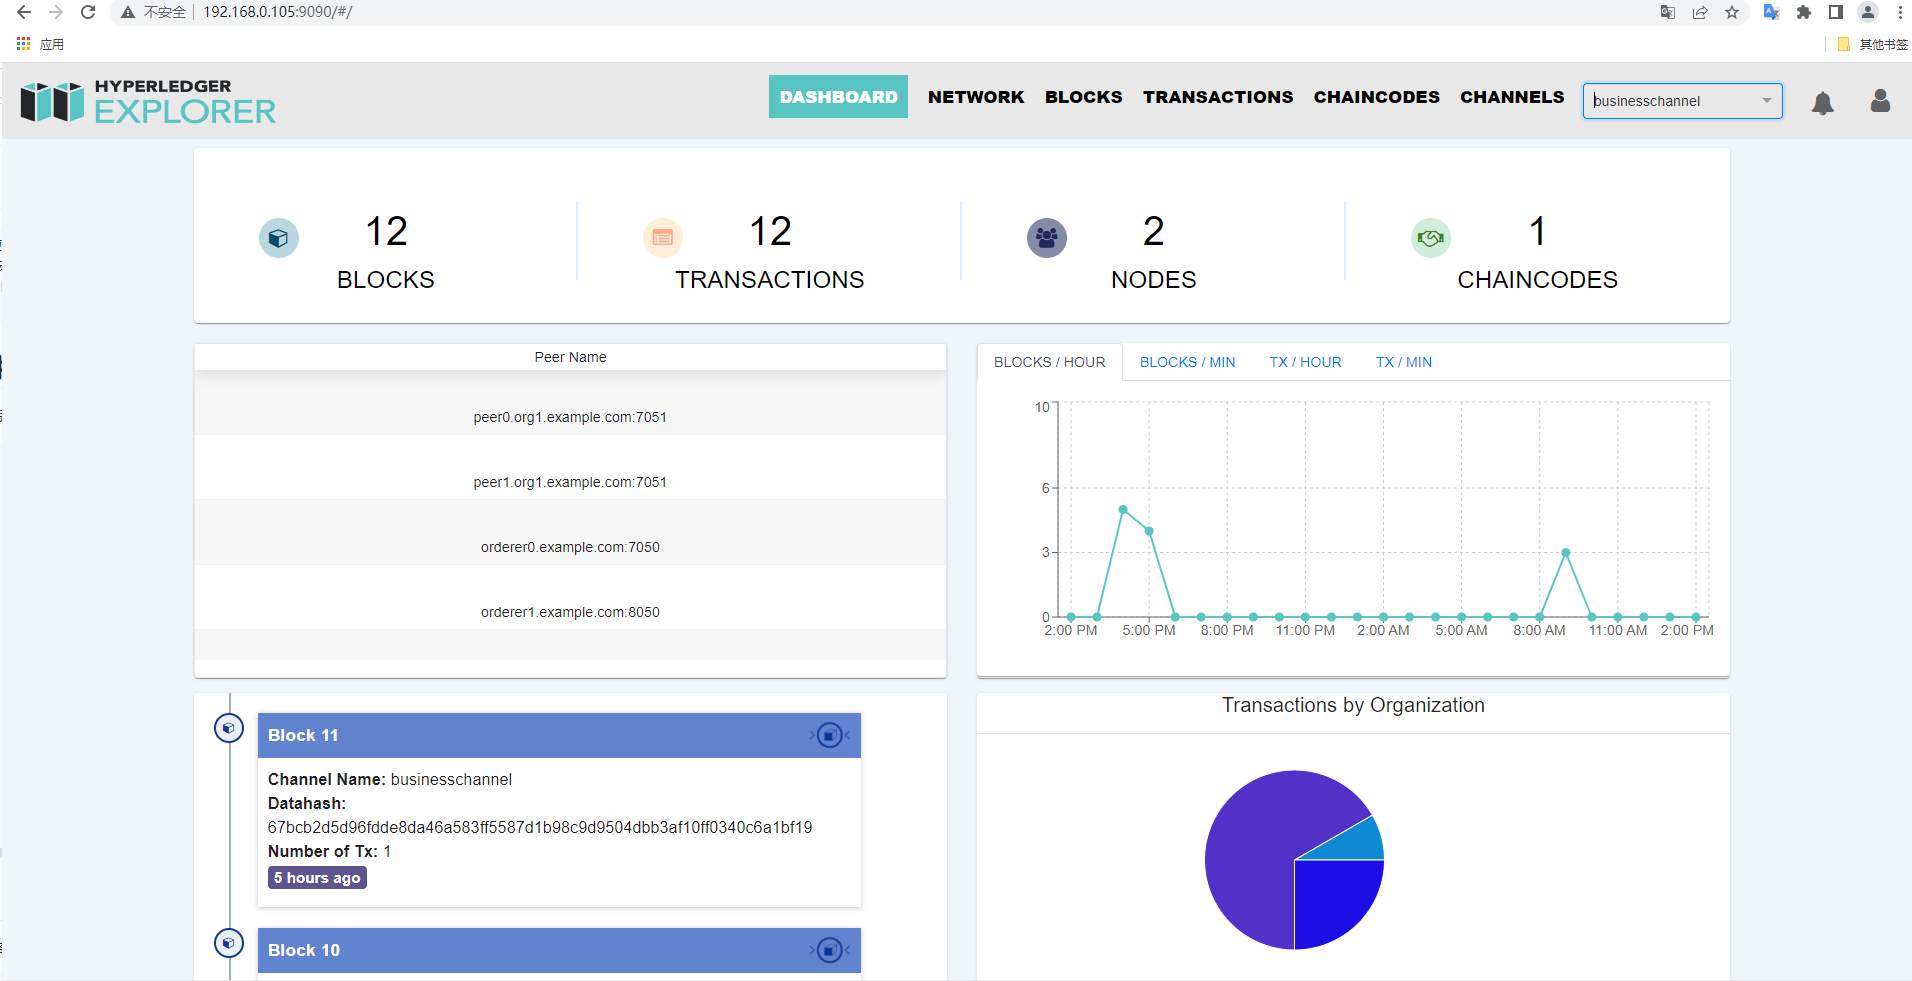 不安全 192.168.0.105:9090/#/
应用 其他书签
HYPERLEDGER
EXPLORER
DASHBOARD NETWORK BLOCKS TRANSACTIONS CHAINCODES CHANNELS businesschannel
12 12 2 1
BLOCKS TRANSACTIONS NODES CHAINCODES
Peer Name
peer0.org1.example.com:7051
peer1.org1.example.com:7051
orderer0.example.com:7050
orderer1.example.com:8050
BLOCKS / HOUR BLOCKS / MIN TX / HOUR TX / MIN
10
6
3
0
2:00 PM 5:00 PM 8:00 PM 11:00 PM 2:00 AM 5:00 AM 8:00 AM 11:00 AM 2:00 PM
Block 11
Channel Name: businesschannel
Datahash:
67bcb2d5d96fdde8da46a583ff5587d1b98c9d9504dbb3af10ff0340c6a1bf19
Number of Tx: 1
5 hours ago
Block 10
Transactions by Organization